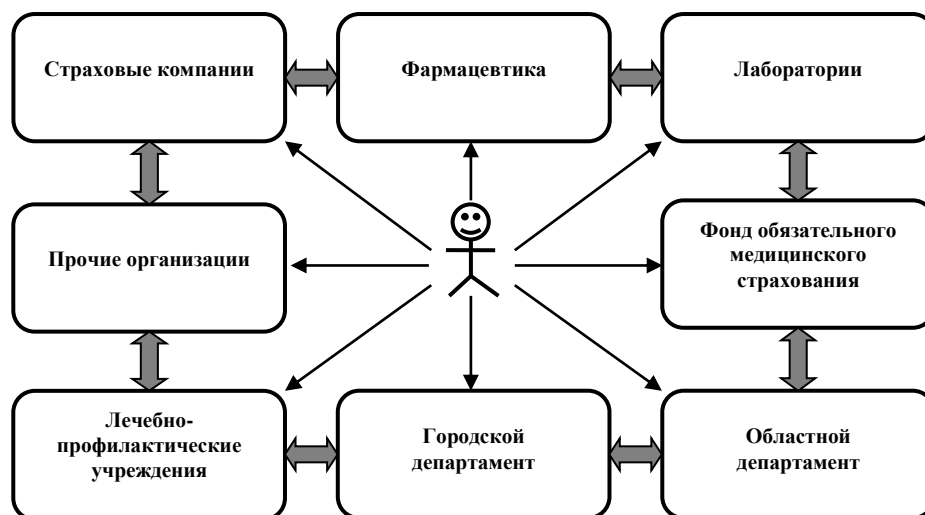 Страховые компании
Фармацевтика
Лаборатории
Прочие организации
Фонд обязательного
медицинского
страхования
Лечебно-
профилактические
учреждения
Городской
департамент
Областной
департамент